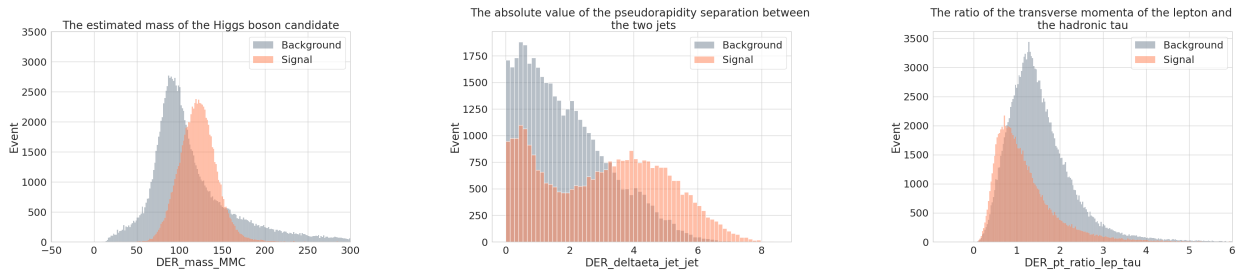 The estimated mass of the Higgs boson candidate
3500
3000
2500
2000
1500
1000
500
0
Event
Background
Signal
-50 0 50 100 150 200 250 300
DER_mass_MMC
The absolute value of the pseudorapidity separation between
the two jets
1750
1500
1250
1000
750
500
250
0
Event
Background
Signal
0 2 4 6 8
DER_deltaeta_jet_jet
The ratio of the transverse momenta of the lepton and
the hadronic tau
3500
3000
2500
2000
1500
1000
500
0
Event
Background
Signal
0 1 2 3 4 5 6
DER_pt_ratio_lep_tau